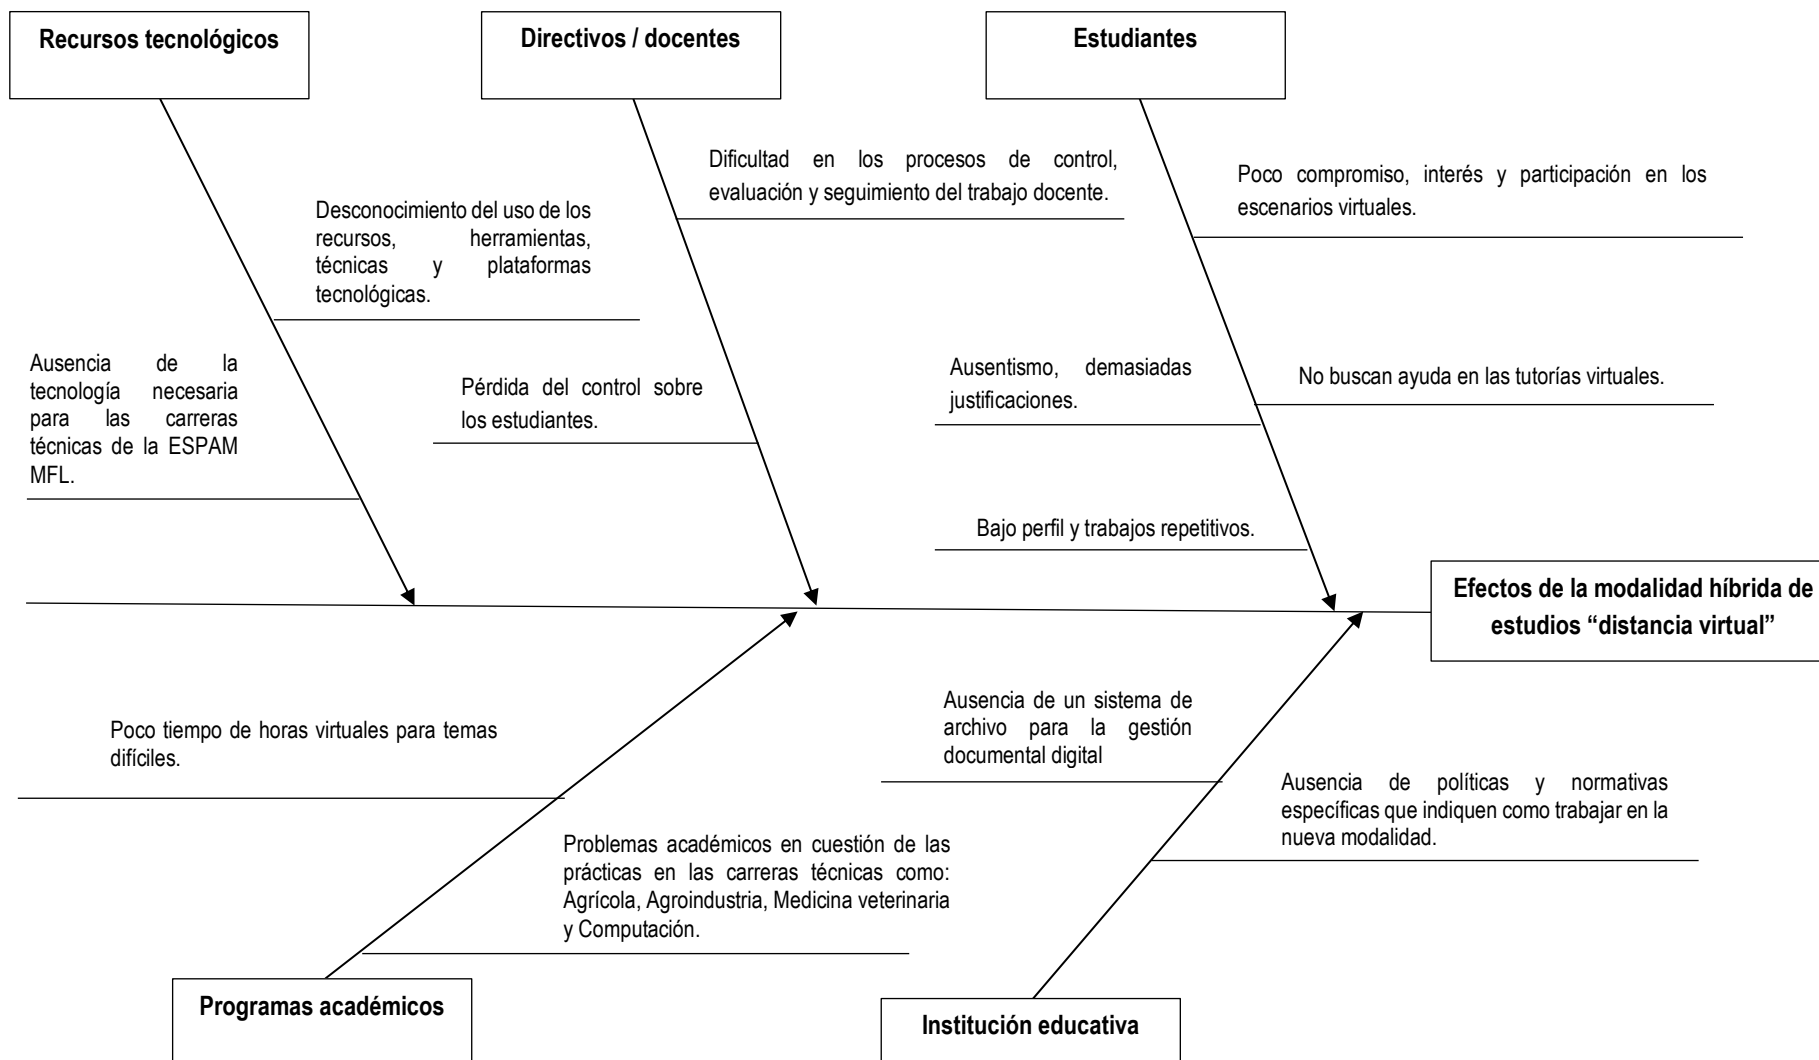 Recursos tecnológicos
Directivos / docentes
Estudiantes
Dificultad en los procesos de control,
evaluación y seguimiento del trabajo docente.
Poco compromiso, interés y participación en los
escenarios virtuales.
Desconocimiento del uso de los
recursos, herramientas,
técnicas y plataformas
tecnológicas.
Ausencia de la
tecnología necesaria
para las carreras
técnicas de la ESPAM
MFL.
Pérdida del control sobre
los estudiantes.
Ausentismo, demasiadas
justificaciones.
No buscan ayuda en las tutorías virtuales.
Bajo perfil y trabajos repetitivos.
Efectos de la modalidad híbrida de
estudios “distancia virtual”
Poco tiempo de horas virtuales para temas
difíciles.
Ausencia de un sistema de
archivo para la gestión
documental digital
Ausencia de políticas y normativas
específicas que indiquen como trabajar en la
nueva modalidad.
Problemas académicos en cuestión de las
prácticas en las carreras técnicas como:
Agrícola, Agroindustria, Medicina veterinaria
y Computación.
Programas académicos
Institución educativa